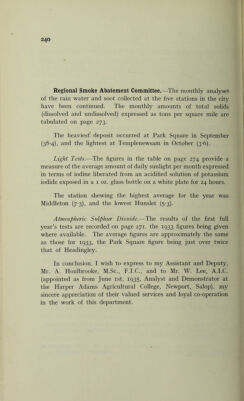 240
Regional Smoke Abatement Committee.—The monthly analyses
of the rain water and soot collected at the five stations in the city
have been continued. The monthly amounts of total solids
(dissolved and undissolved) expressed as tons per square mile are
tabulated on page 273.
The heaviest deposit occurred at Park Square in September
(36·4), and the lightest at Templenewsam in October (3·6).
Light Tests.—The figures in the table on page 274 provide a
measure of the average amount of daily sunlight per month expressed
in terms of iodine liberated from an acidified solution of potassium
iodide exposed in a 1 oz. glass bottle on a white plate for 24 hours.
The station shewing the highest average for the year was
Middleton (7·3), and the lowest Hunslet (5·3).
Atmospheric Sulphur Dioxide.—The results of the first full
year's tests are recorded on page 271, the 1933 figures being given
where available. The average figures are approximately the same
as those for 1933, the Park Square figure being just over twice
that of Headingley.
In conclusion, I wish to express to my Assistant and Deputy,
Mr. A. Houlbrooke, M.Sc., F.I.C., and to Mr. W. Lee, A.I.C.
(appointed as from June 1st, 1935, Analyst and Demonstrator at
the Harper Adams Agricultural College, Newport, Salop), my
sincere appreciation of their valued services and loyal co-operation
in the work of this department.